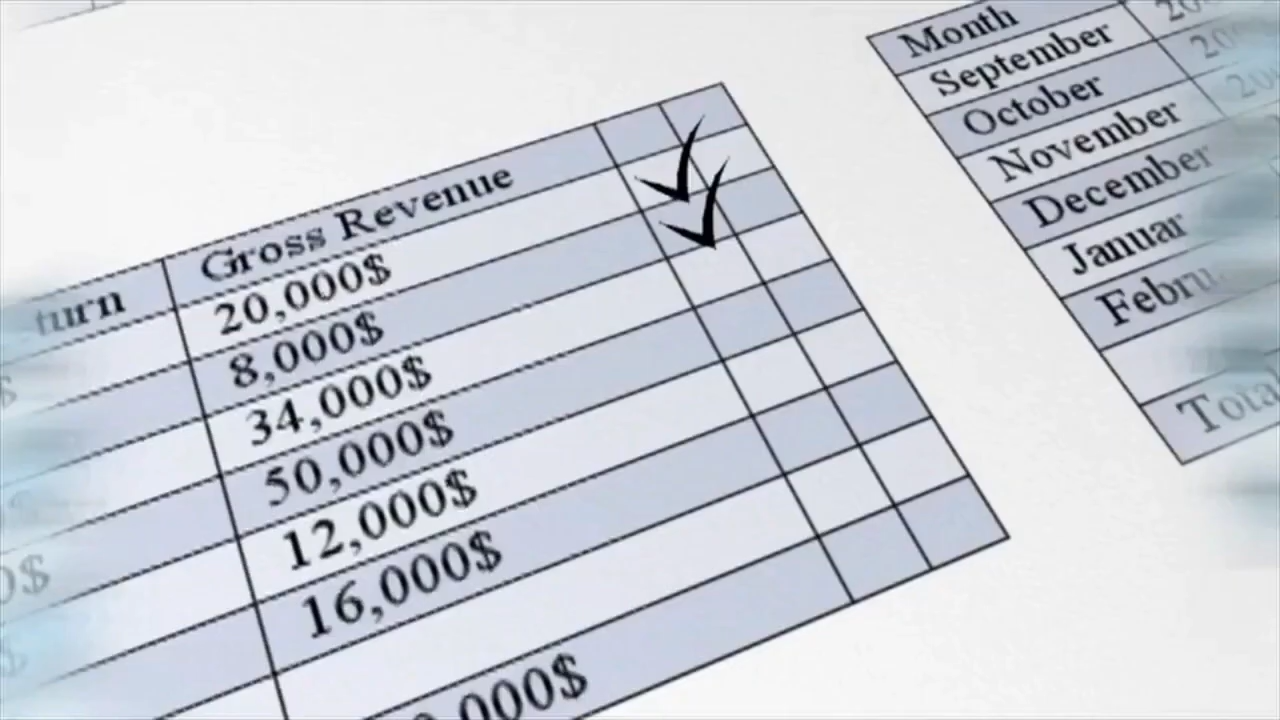 turn Gross Revenue
20,000$
8,000$
34,000$
50,000$
12,000$
16,000$
Month
September
October
November
December